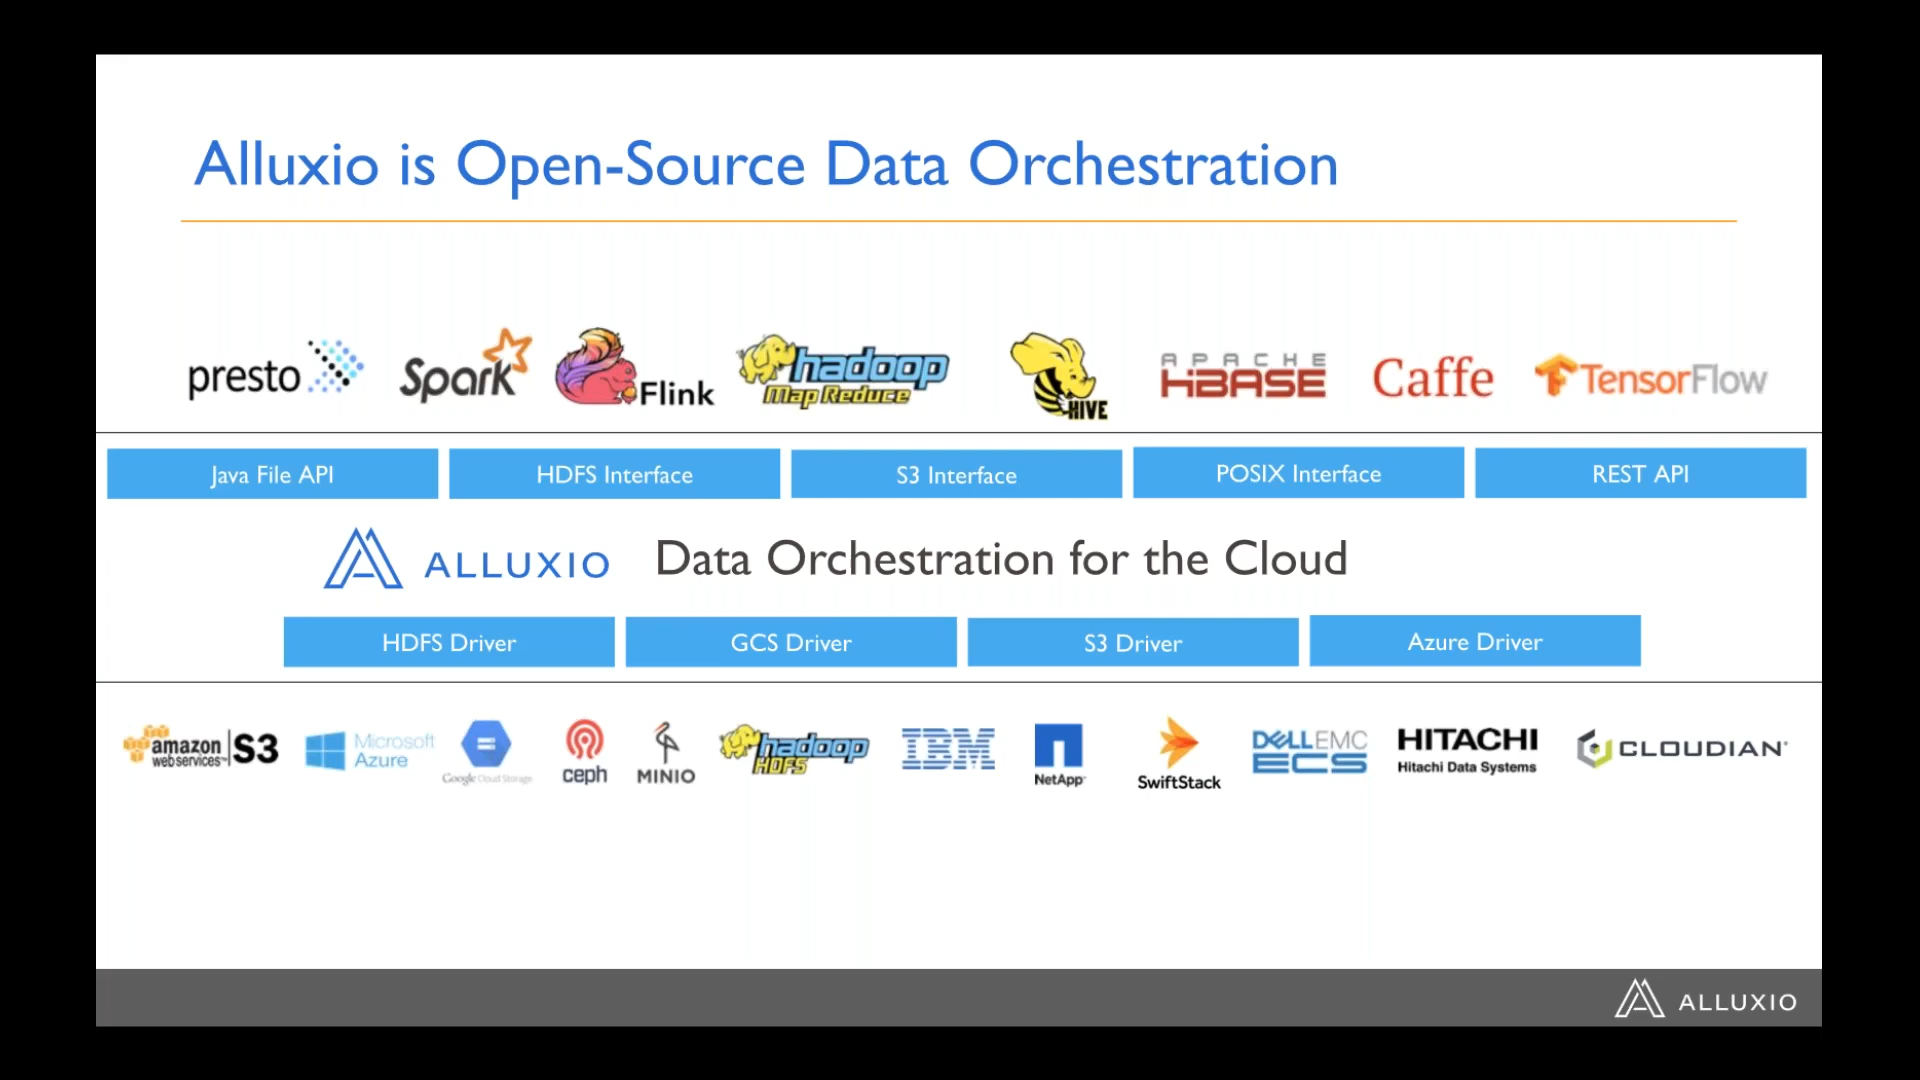 Alluxio is Open-Source Data Orchestration
presto
Spark
Flink
hadoop
Map Reduce
HIVE
APACHE
HBASE
Caffe
TensorFlow
Java File API
HDFS Interface
S3 Interface
POSIX Interface
REST API
ALLUXIO
Data Orchestration for the Cloud
HDFS Driver
GCS Driver
S3 Driver
Azure Driver
amazon
web services™
S3
Microsoft
Azure
Google Cloud Storage
ceph
MINIO
hadoop
HDFS
IBM
NetApp
SwiftStack
DELLEMC
ECS
HITACHI
Hitachi Data Systems
CLOUDIAN
ALLUXIO